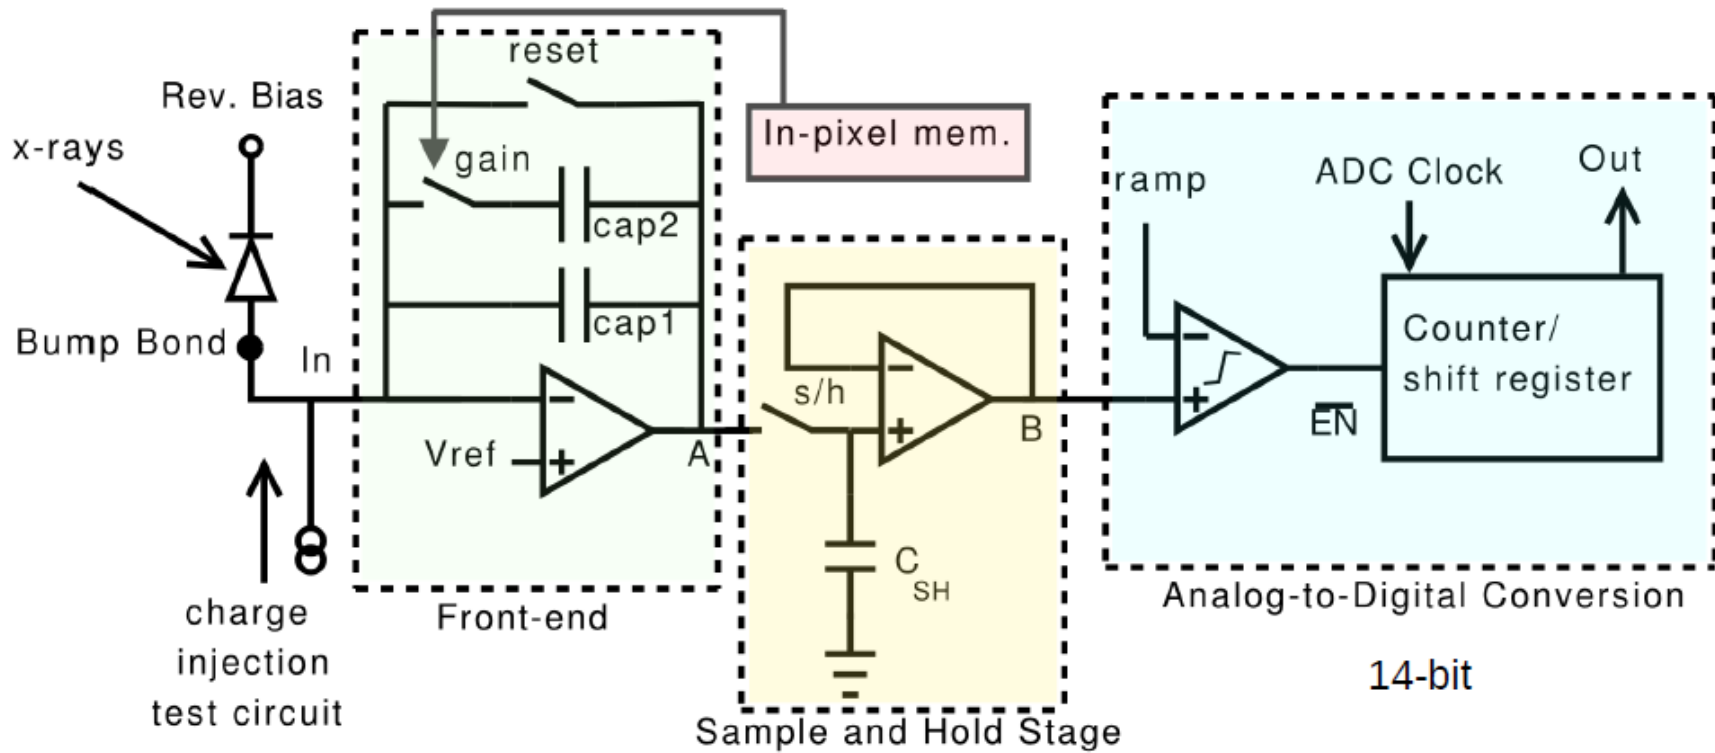 reset
Rev. Bias
x-rays
gain
In-pixel mem.
ramp
ADC Clock
Out
cap2
cap1
Bump Bond
In
s/h
Counter/
shift register
Vref
A
B
EN
C
SH
charge
injection
test circuit
Front-end
Sample and Hold Stage
Analog-to-Digital Conversion
14-bit